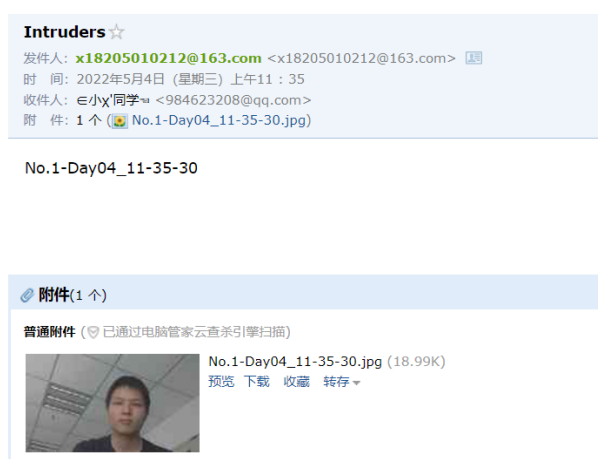 Intruders☆
发件人: x18205010212@163.com <x18205010212@163.com>
时 间: 2022年5月4日 (星期三) 上午11 : 35
收件人: ∈小χ'同学 <984623208@qq.com>
附 件: 1 个 (No.1-Day04_11-35-30.jpg)
No.1-Day04_11-35-30
附件(1 个)
普通附件 (已通过电脑管家云查杀引擎扫描)
No.1-Day04_11-35-30.jpg (18.99K)
预览 下载 收藏 转存